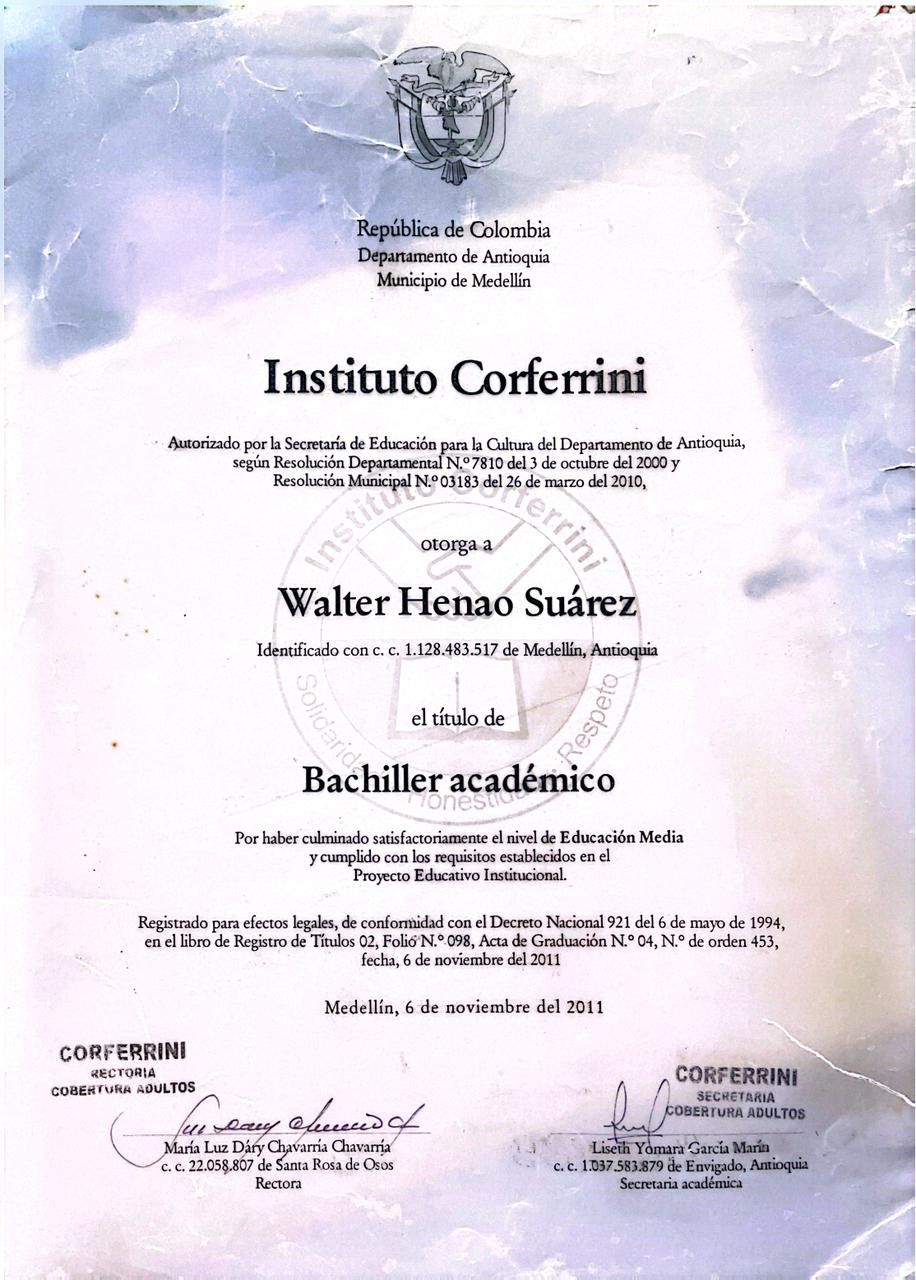 República de Colombia
Departamento de Antioquia
Municipio de Medellín
Instituto Corferrini
Autorizado por la Secretaría de Educación para la Cultura del Departamento de Antioquia,
según Resolución Departamental N.º 7810 del 3 de octubre del 2000 y
Resolución Municipal N.º 03183 del 26 de marzo del 2010,
Instituto Corferrini
otorga a
Walter Henao Suárez
Identificado con c. c. 1.128.483.517 de Medellín, Antioquia
el título de
Respeto
Bachiller académico
Por haber culminado satisfactoriamente el nivel de Educación Media
y cumplido con los requisitos establecidos en el
Proyecto Educativo Institucional.
Registrado para efectos legales, de conformidad con el Decreto Nacional 921 del 6 de mayo de 1994,
en el libro de Registro de Títulos 02, Folio N.º 098, Acta de Graduación N.º 04, N.º de orden 453,
fecha, 6 de noviembre del 2011
Medellín, 6 de noviembre del 2011
CORFERRINI
RECTORIA
COBERTURA ADULTOS
María Luz Dáry Chavarría Chavarría
c. c. 22.058.807 de Santa Rosa de Osos
Rectora
CORFERRINI
SECRETARIA
COBERTURA ADULTOS
Liseth Yomara García Marín
c. c. 1.037.583.879 de Envigado, Antioquia
Secretaria académica